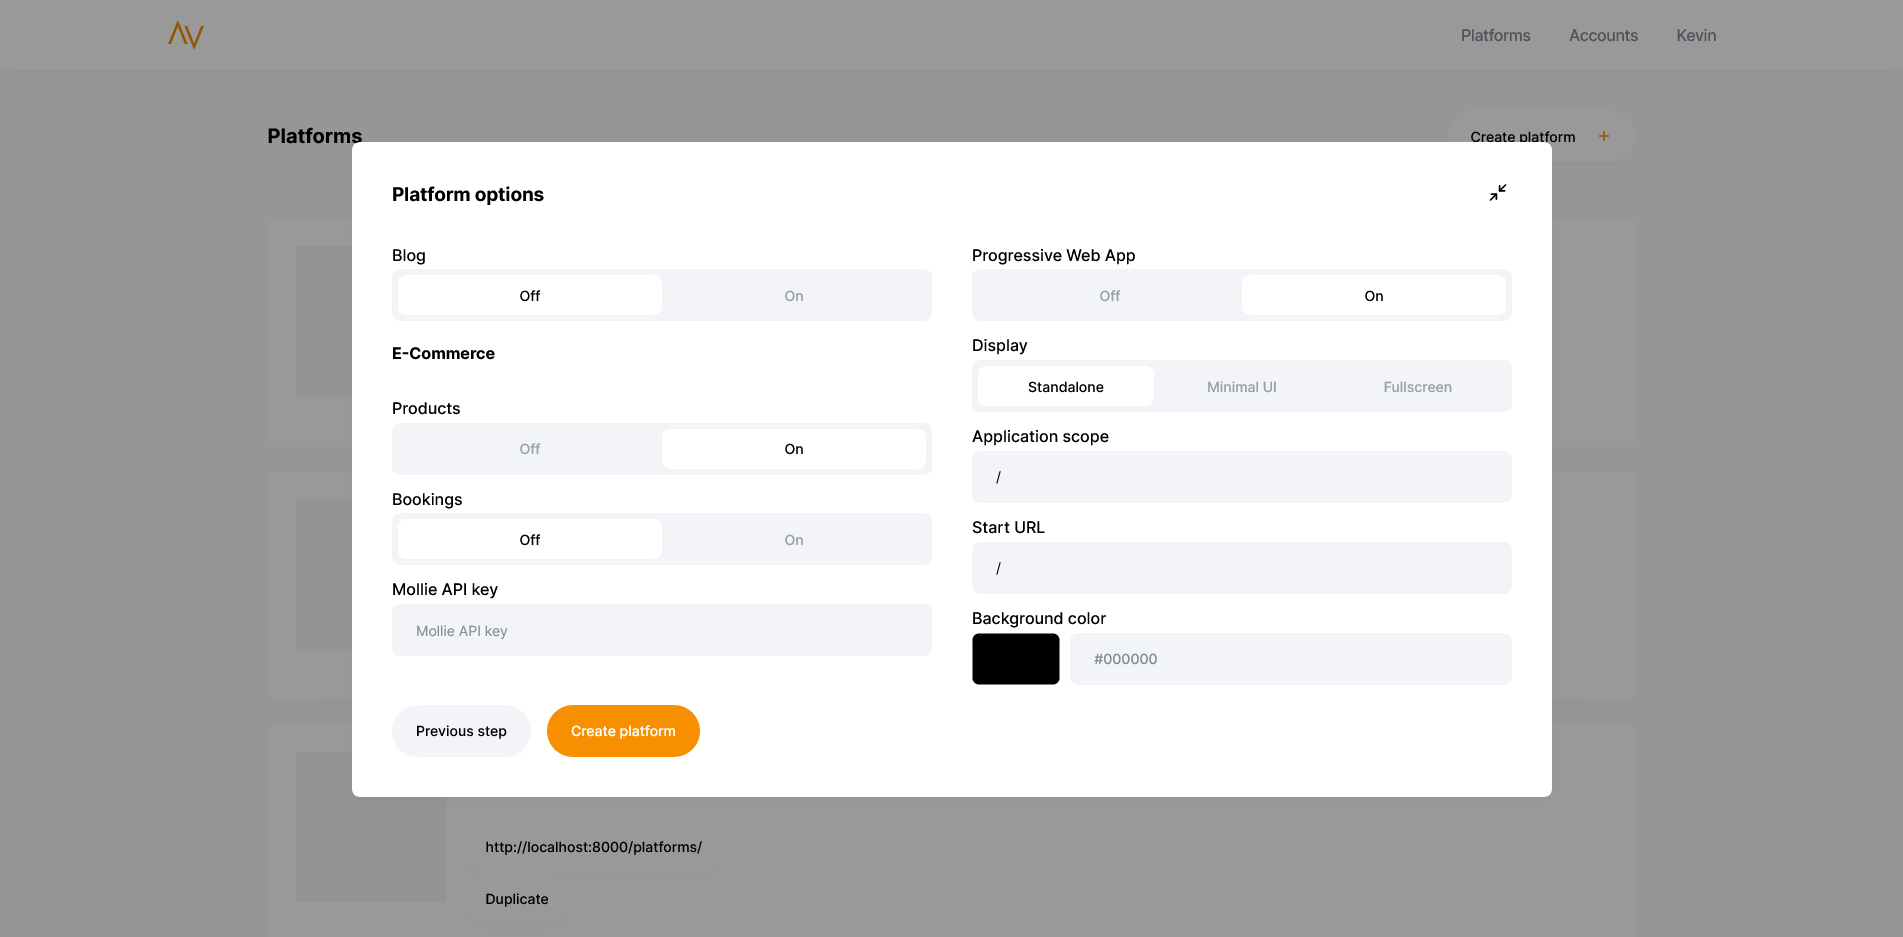 Platforms
Accounts
Kevin
Platforms
Create platform +
Platform options
Blog
Off
On
E-Commerce
Products
Off
On
Bookings
Off
On
Mollie API key
Mollie API key
Progressive Web App
Off
On
Display
Standalone
Minimal UI
Fullscreen
Application scope
/
Start URL
/
Background color
#000000
Previous step
Create platform
http://localhost:8000/platforms/
Duplicate